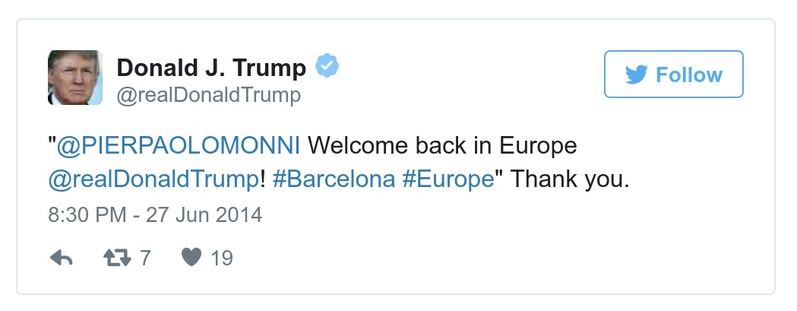 Donald J. Trump
@realDonaldTrump
Follow
"@PIERPAOLOMONNI Welcome back in Europe
@realDonaldTrump! #Barcelona #Europe" Thank you.
8:30 PM - 27 Jun 2014
7 19